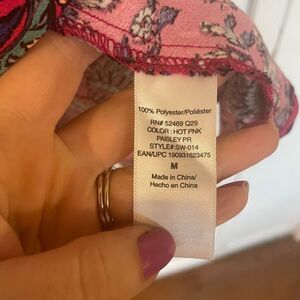 100% Polyester/Poliéster
RN# 52469 Q29
COLOR : HOT PNK
PAISLEY PR
STYLE#:SW-014
EAN/UPC 190931623475
M
Made in China/
Hecho en China